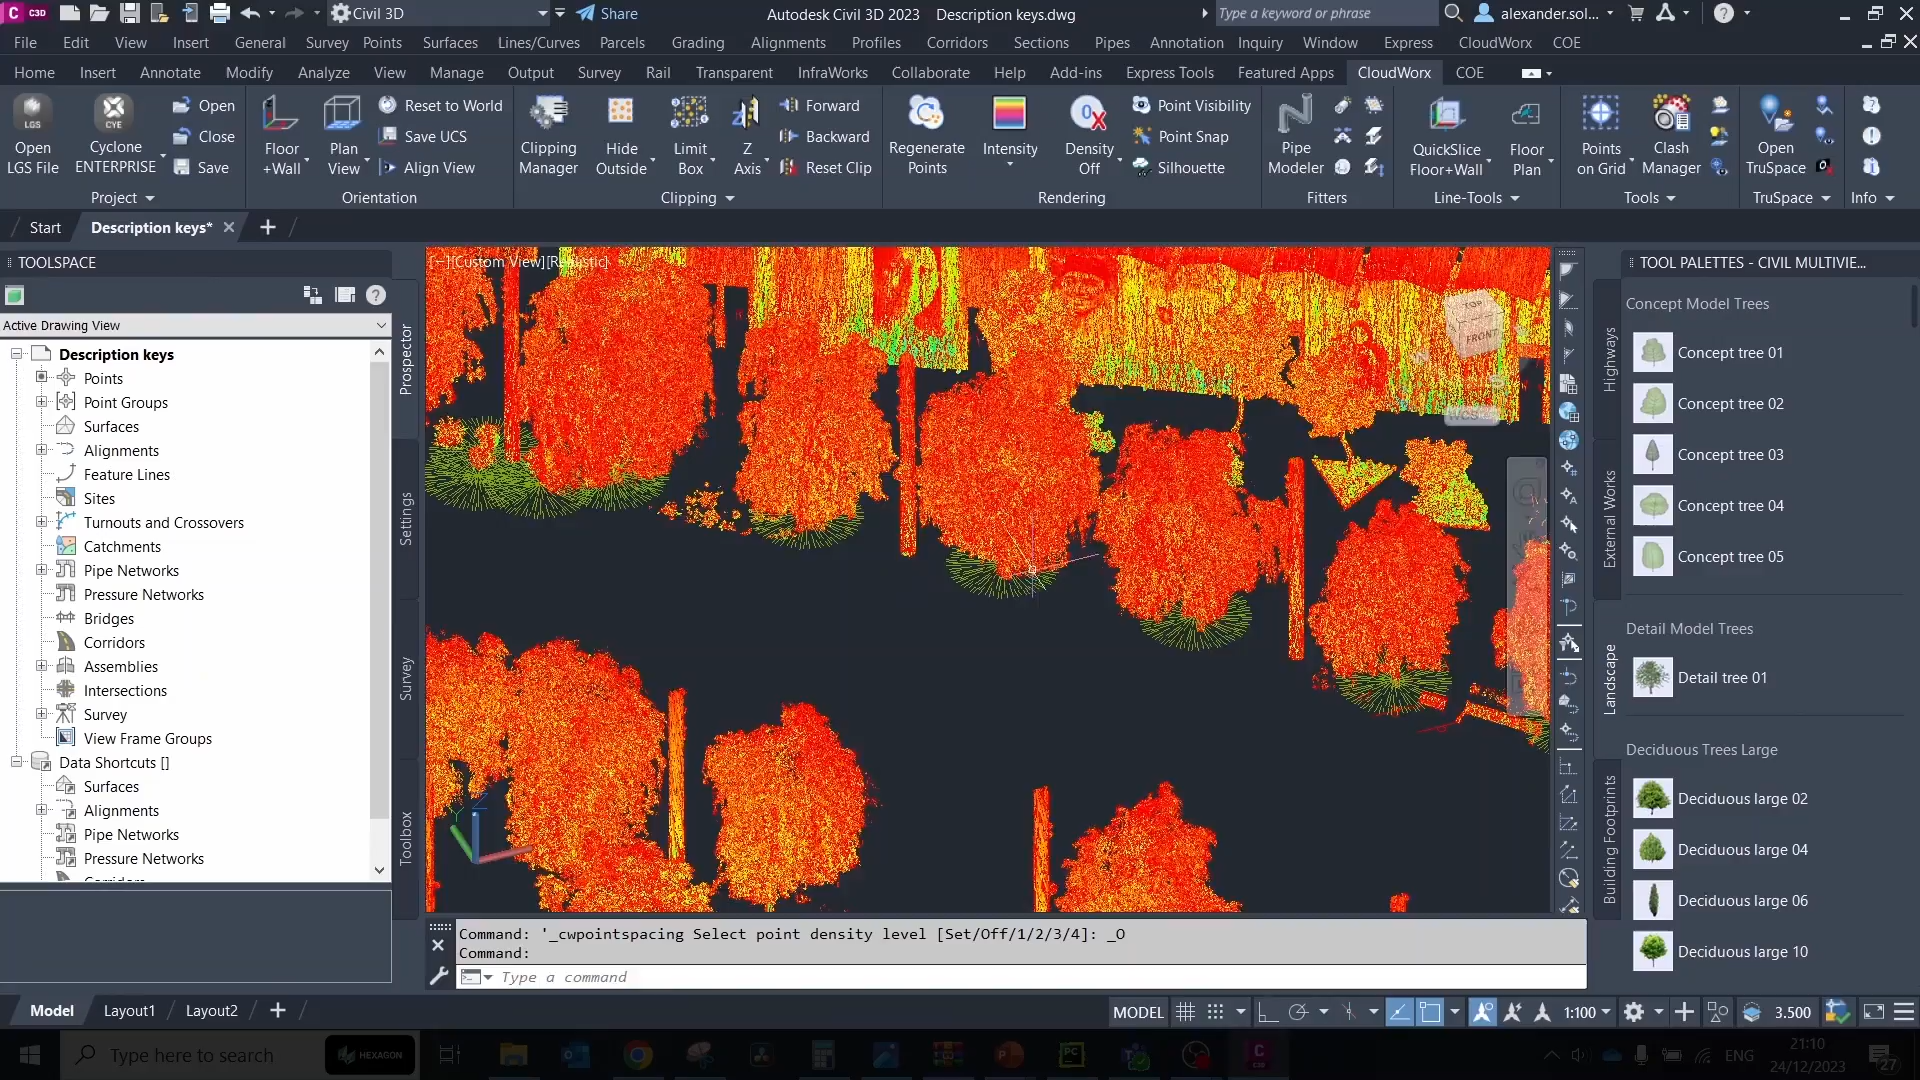 C3D
Civil 3D
Share
Autodesk Civil 3D 2023
Description keys.dwg
Type a keyword or phrase
alexander.sol...
File
Edit
View
Insert
General
Survey
Points
Surfaces
Lines/Curves
Parcels
Grading
Alignments
Profiles
Corridors
Sections
Pipes
Annotation
Inquiry
Window
Express
CloudWorx
COE
Home
Insert
Annotate
Modify
Analyze
View
Manage
Output
Survey
Rail
Transparent
InfraWorks
Collaborate
Help
Add-ins
Express Tools
Featured Apps
CloudWorx
COE
LGS
Open
LGS File
CYE
Cyclone
ENTERPRISE
Open
Close
Save
Project
Floor
+Wall
Plan
View
Reset to World
Save UCS
Align View
Orientation
Clipping
Manager
Hide
Outside
Limit
Box
Z
Axis
Forward
Backward
Reset Clip
Clipping
Regenerate
Points
Intensity
Density
Off
Point Visibility
Point Snap
Silhouette
Rendering
Pipe
Modeler
Fitters
QuickSlice
Floor+Wall
Floor
Plan
Line-Tools
Points
on Grid
Clash
Manager
Tools
Open
TruSpace
TruSpace
Info
Start
Description keys*
TOOLSPACE
Active Drawing View
Description keys
Points
Point Groups
Surfaces
Alignments
Feature Lines
Sites
Turnouts and Crossovers
Catchments
Pipe Networks
Pressure Networks
Bridges
Corridors
Assemblies
Intersections
Survey
View Frame Groups
Data Shortcuts []
Surfaces
Alignments
Pipe Networks
Pressure Networks
Prospector
Settings
Survey
Toolbox
[−][Custom View][Realistic]
TOP
FRONT
TOOL PALETTES - CIVIL MULTIVIE...
Highways
External Works
Landscape
Building Footprints
Concept Model Trees
Concept tree 01
Concept tree 02
Concept tree 03
Concept tree 04
Concept tree 05
Detail Model Trees
Detail tree 01
Deciduous Trees Large
Deciduous large 02
Deciduous large 04
Deciduous large 06
Deciduous large 10
Command: '_cwpointspacing Select point density level [Set/Off/1/2/3/4]: _O
Command:
Type a command
Model
Layout1
Layout2
MODEL
1:100
3.500
Type here to search
HEXAGON
ENG
21:10
24/12/2023
27